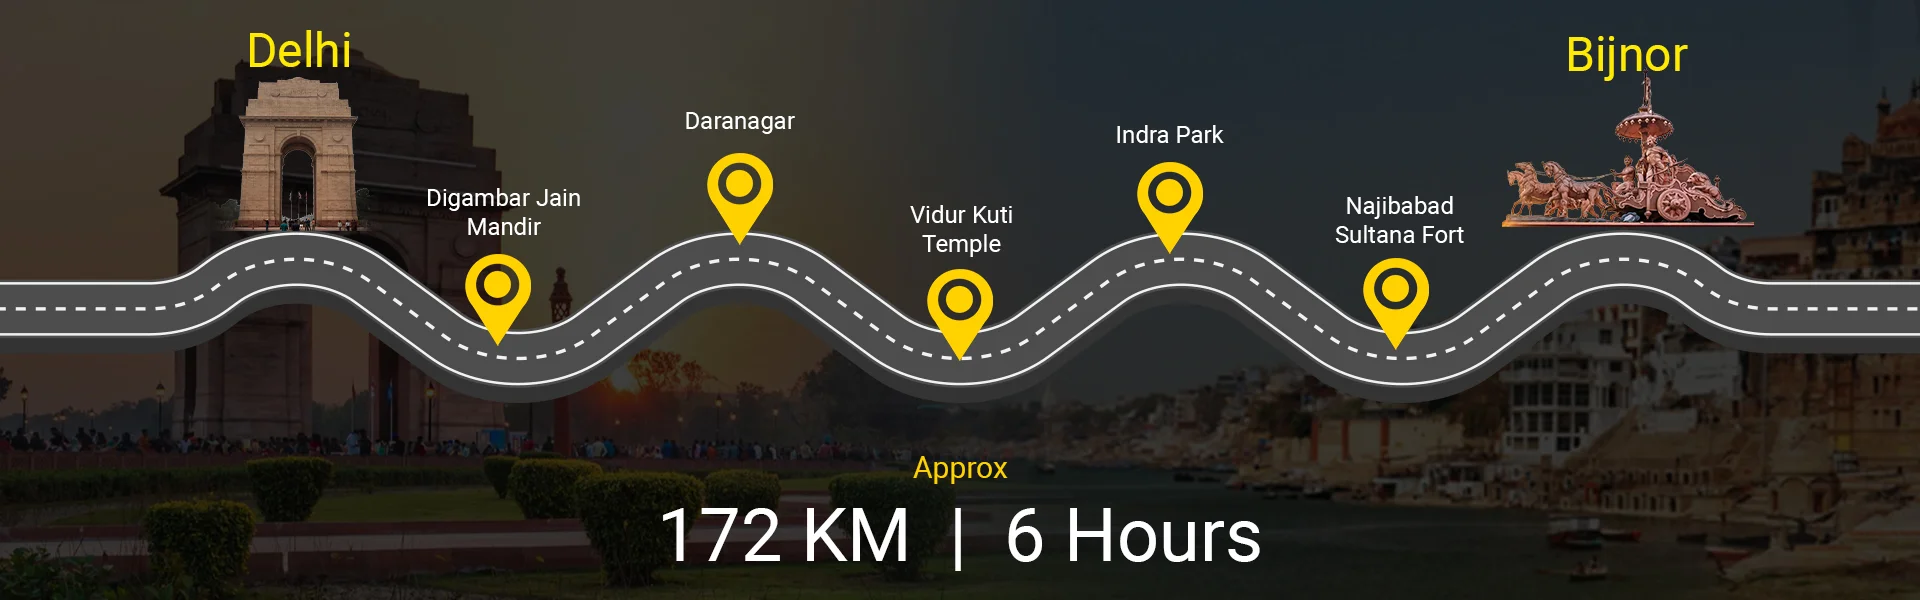 Delhi
Bijnor
Daranagar
Indra Park
Digambar Jain
Mandir
Vidur Kuti
Temple
Najibabad
Sultana Fort
Approx
172 KM | 6 Hours